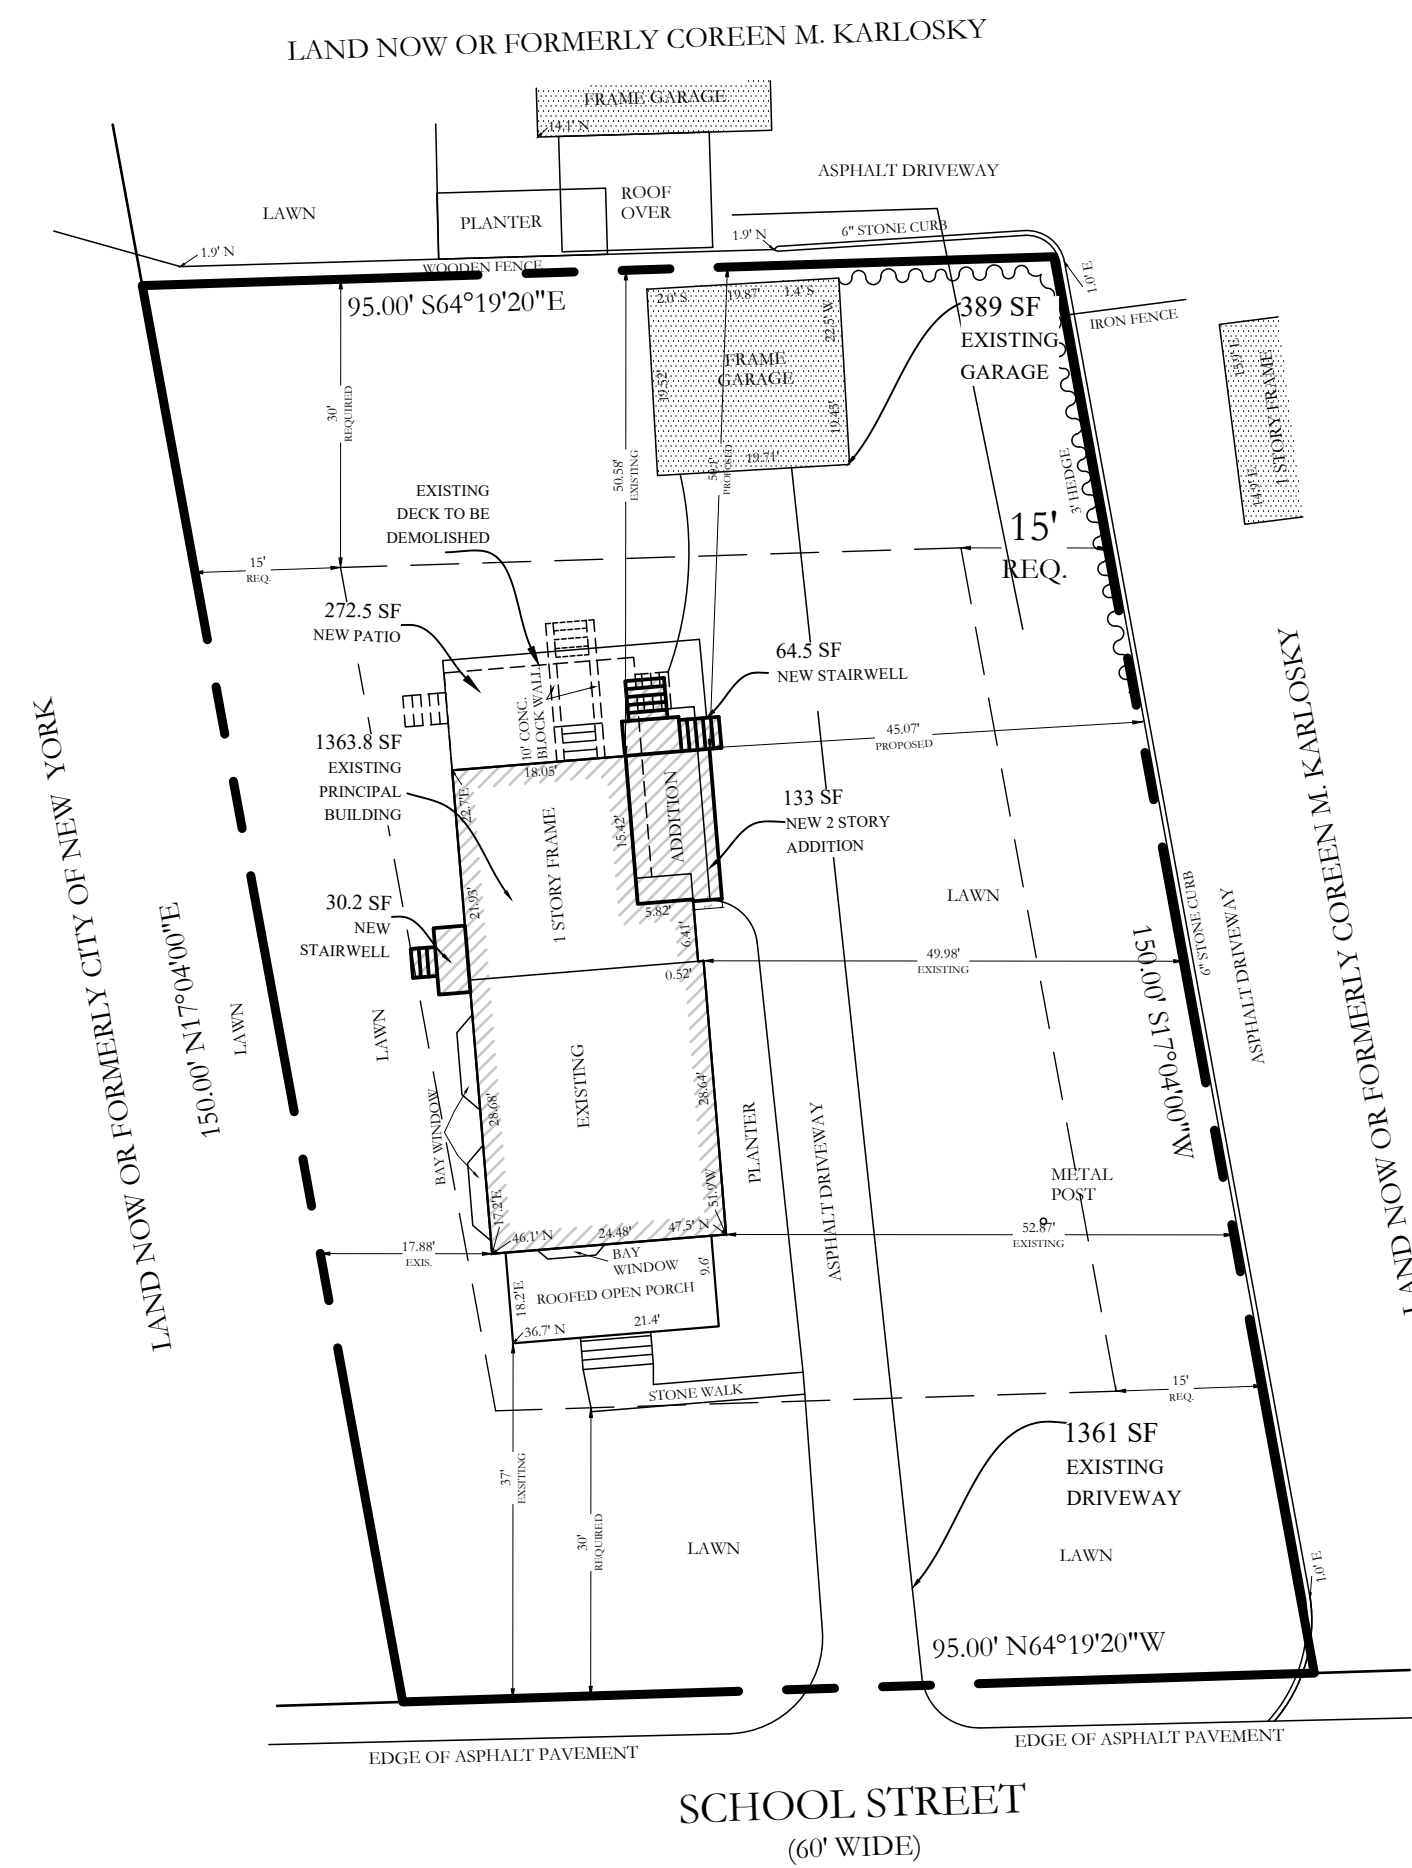 LAND NOW OR FORMERLY COREEN M. KARLOSKY
FRAME GARAGE
14.1' N
ASPHALT DRIVEWAY
ROOF
OVER
LAWN
PLANTER
6" STONE CURB
1.9' N
1.9' N
WOODEN FENCE
1.0' E
95.00' S64°19'20"E
2.0' S
19.87'
1.4' S
22.5' W
389 SF
EXISTING
GARAGE
IRON FENCE
FRAME
GARAGE
19.52'
19.45'
19.71'
15.9' E
1 STORY FRAME
14.9' E
30'
REQUIRED
50.58'
EXISTING
PROPOSED
3' HEDGE
EXISTING
DECK TO BE
DEMOLISHED
15'
REQ.
15'
REQ.
272.5 SF
NEW PATIO
64.5 SF
NEW STAIRWELL
10' CONC.
BLOCK WALL
45.07'
PROPOSED
1363.8 SF
EXISTING
PRINCIPAL
BUILDING
18.05'
22.7'E
15.42'
ADDITION
133 SF
NEW 2 STORY
ADDITION
1 STORY FRAME
21.93'
30.2 SF
NEW
STAIRWELL
5.82'
6.41'
0.52'
LAWN
49.98'
EXISTING
6" STONE CURB
ASPHALT DRIVEWAY
LAND NOW OR FORMERLY CITY OF NEW YORK
150.00' N17°04'00"E
LAWN
LAWN
150.00' S17°04'00"W
LAND NOW OR FORMERLY COREEN M. KARLOSKY
EXISTING
BAY WINDOW
28.68'
28.64'
PLANTER
ASPHALT DRIVEWAY
METAL
POST
17.2'E
51.9'W
46.1' N
24.48'
47.5' N
52.87'
EXISTING
17.88'
EXIS.
BAY
WINDOW
9.6'
18.2'E
ROOFED OPEN PORCH
36.7' N
21.4'
STONE WALK
15'
REQ.
1361 SF
EXISTING
DRIVEWAY
37'
EXSITING
30'
REQUIRED
LAWN
LAWN
1.0' E
95.00' N64°19'20"W
EDGE OF ASPHALT PAVEMENT
EDGE OF ASPHALT PAVEMENT
SCHOOL STREET
(60' WIDE)